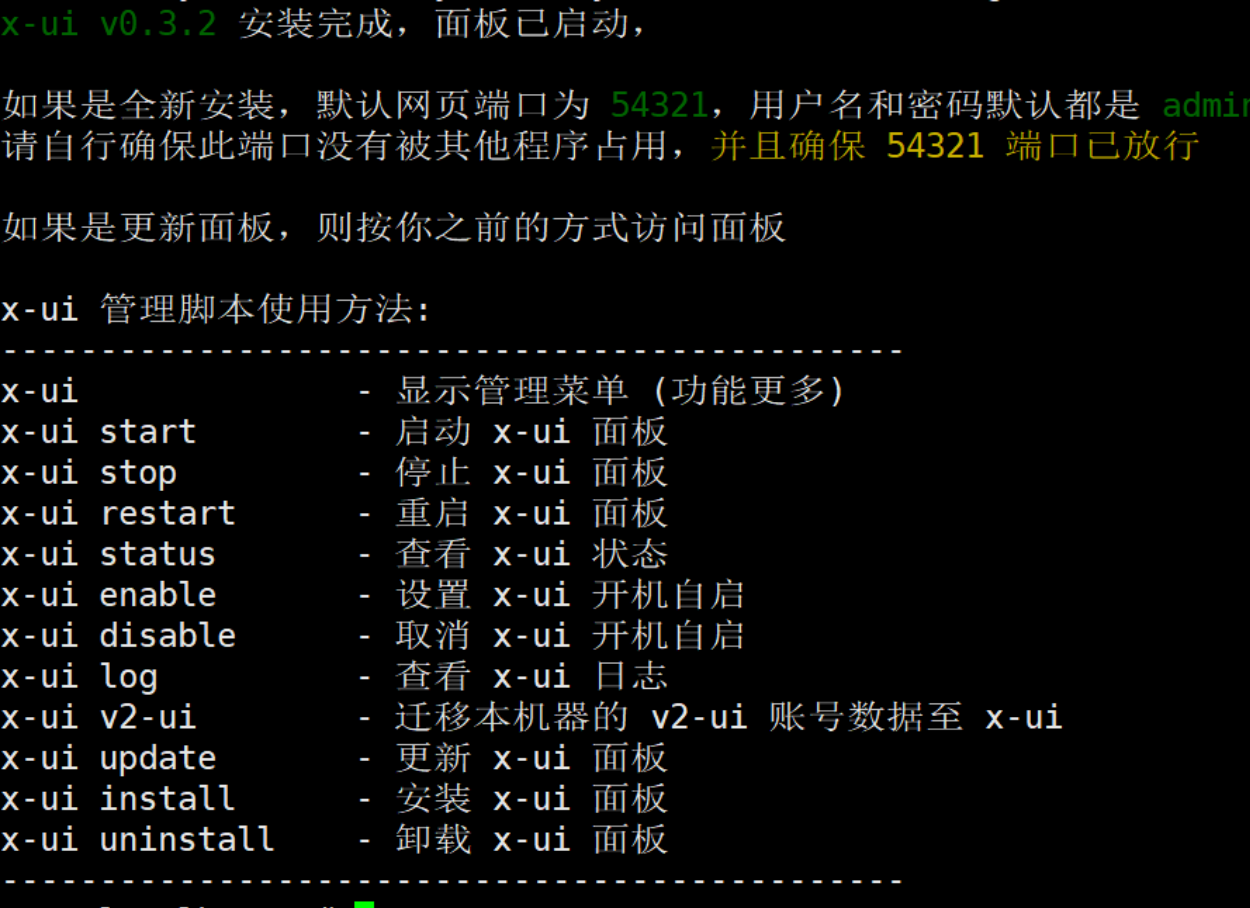 x-ui v0.3.2 安装完成，面板已启动，
如果是全新安装，默认网页端口为 54321，用户名和密码默认都是 admin
请自行确保此端口没有被其他程序占用，并且确保 54321 端口已放行
如果是更新面板，则按你之前的方式访问面板
x-ui 管理脚本使用方法:
----------------------------------------------
x-ui              - 显示管理菜单 (功能更多)
x-ui start        - 启动 x-ui 面板
x-ui stop         - 停止 x-ui 面板
x-ui restart      - 重启 x-ui 面板
x-ui status       - 查看 x-ui 状态
x-ui enable       - 设置 x-ui 开机自启
x-ui disable      - 取消 x-ui 开机自启
x-ui log          - 查看 x-ui 日志
x-ui v2-ui        - 迁移本机器的 v2-ui 账号数据至 x-ui
x-ui update       - 更新 x-ui 面板
x-ui install      - 安装 x-ui 面板
x-ui uninstall    - 卸载 x-ui 面板
----------------------------------------------